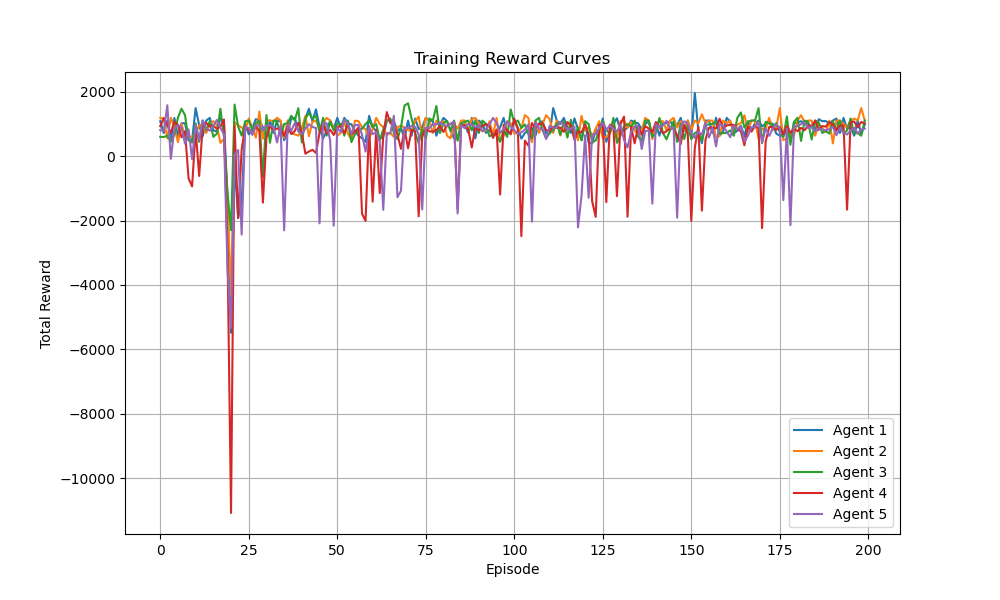 Training Reward Curves
Total Reward
2000
0
−2000
−4000
−6000
−8000
−10000
0 25 50 75 100 125 150 175 200
Episode
Agent 1
Agent 2
Agent 3
Agent 4
Agent 5